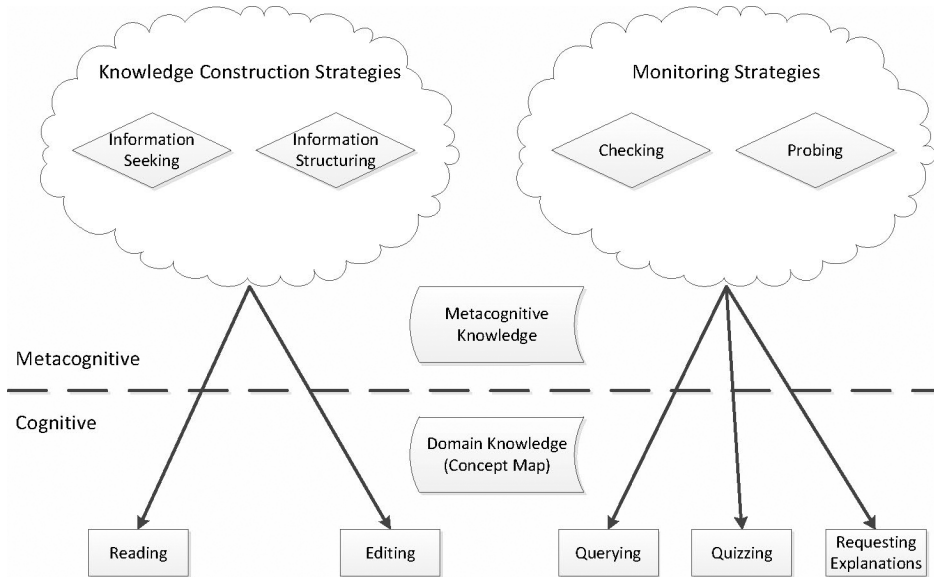 Knowledge Construction Strategies
Monitoring Strategies
Information
Seeking
Information
Structuring
Checking
Probing
Metacognitive
Knowledge
Metacognitive
Cognitive
Domain Knowledge
(Concept Map)
Reading
Editing
Querying
Quizzing
Requesting
Explanations